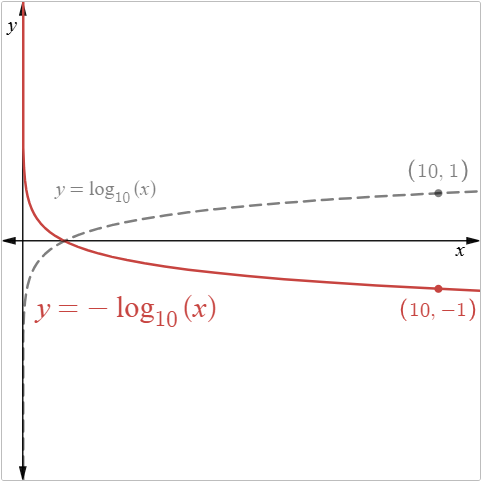 y
(10, 1)
y = log₁₀(x)
x
y = − log₁₀(x)
(10, −1)